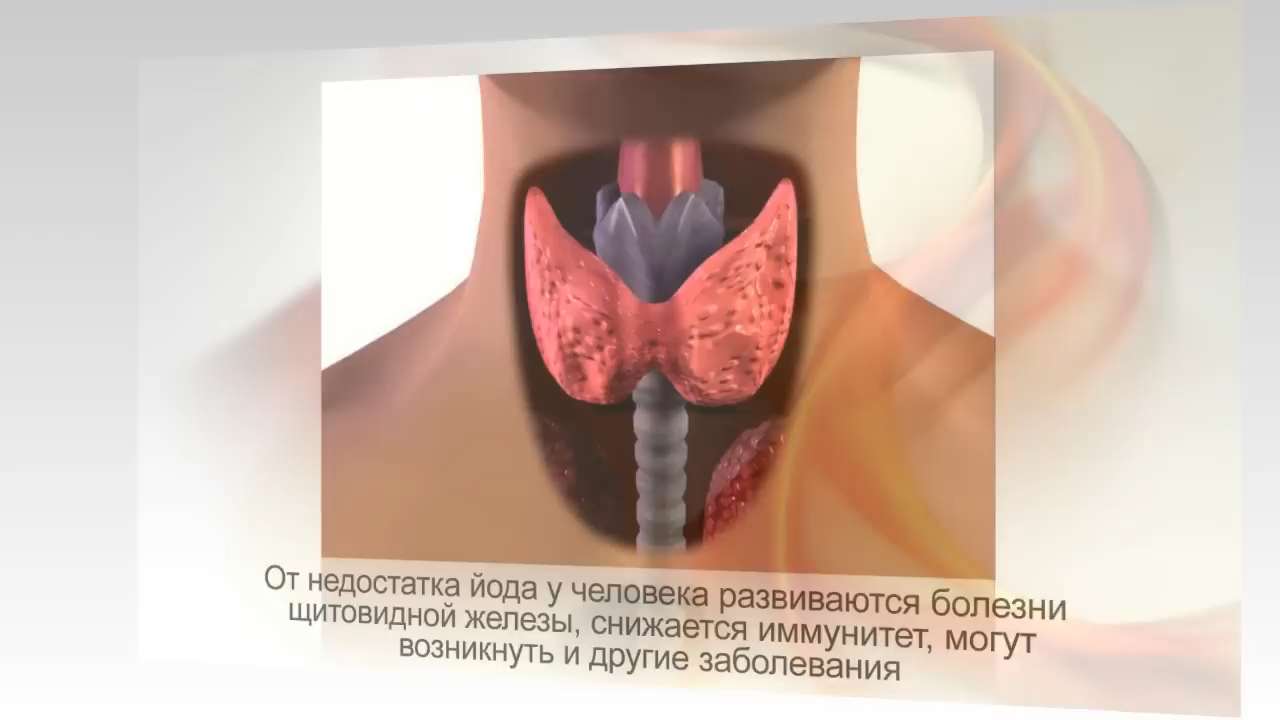 От недостатка йода у человека развиваются болезни
щитовидной железы, снижается иммунитет, могут
возникнуть и другие заболевания